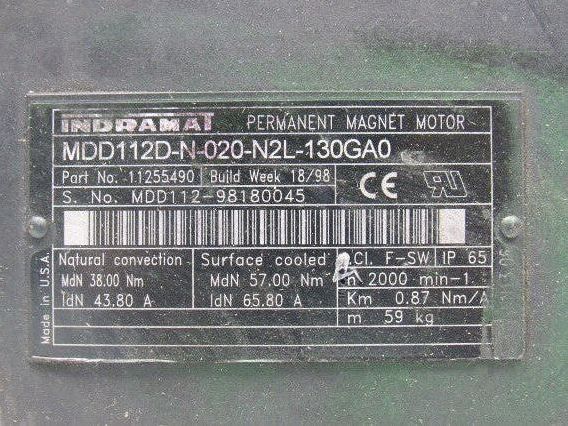 INDRAMAT PERMANENT MAGNET MOTOR
MDD112D-N-020-N2L-130GA0
Part No. 11255490 Build Week 18/98
S. No. MDD112-98180045
CE RU
Made in U.S.A.
Natural convection
MdN 38.00 Nm
IdN 43.80 A
Surface cooled
MdN 57.00 Nm
IdN 65.80 A
I.Cl. F-SW IP 65
n 2000 min-1
Km 0.87 Nm/A
m 59 kg